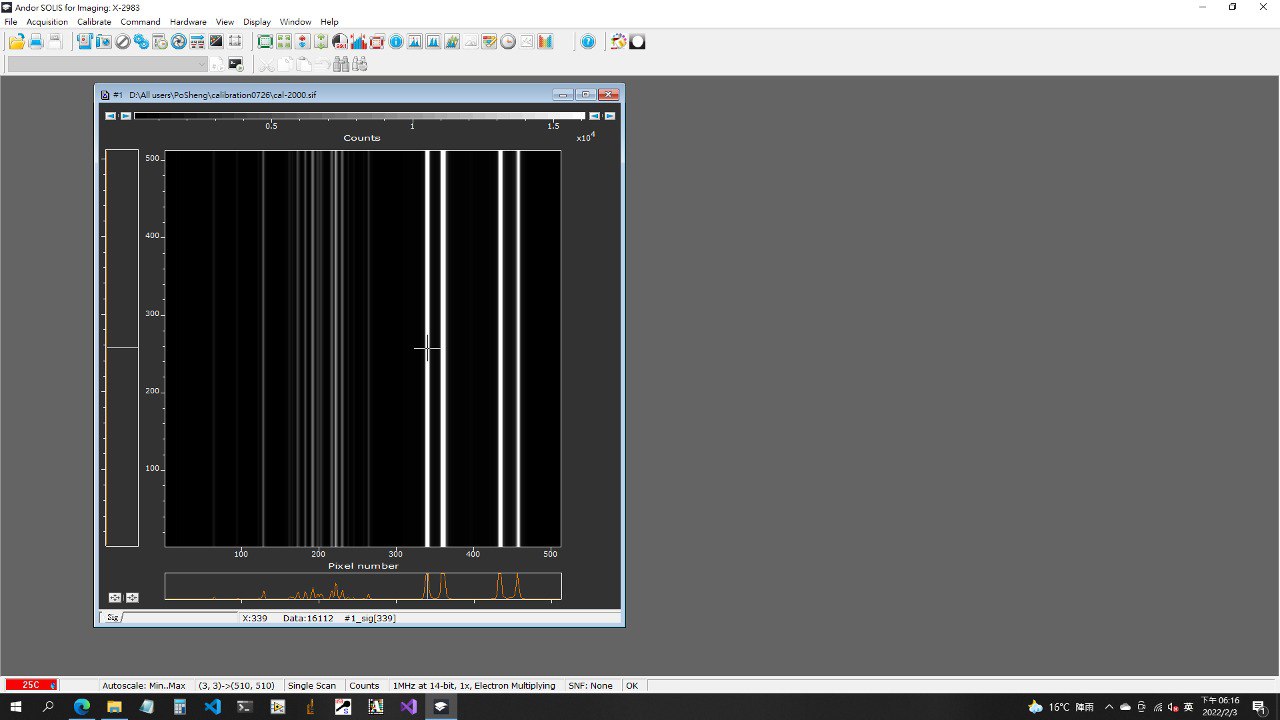 Andor SOLIS for Imaging: X-2983
File Acquisition Calibrate Command Hardware View Display Window Help
#1 D:\All users\PoSheng\calibration0726\cal-2000.sif
0.5 1 1.5
Counts x10⁴
500
400
300
200
100
100 200 300 400 500
Pixel number
Sig X:339 Data:16112 #1_sig[339]
25C Autoscale: Min..Max (3, 3)->(510, 510) Single Scan Counts 1MHz at 14-bit, 1x, Electron Multiplying SNF: None OK
下午 06:16
16°C 陣雨 英
2022/2/3